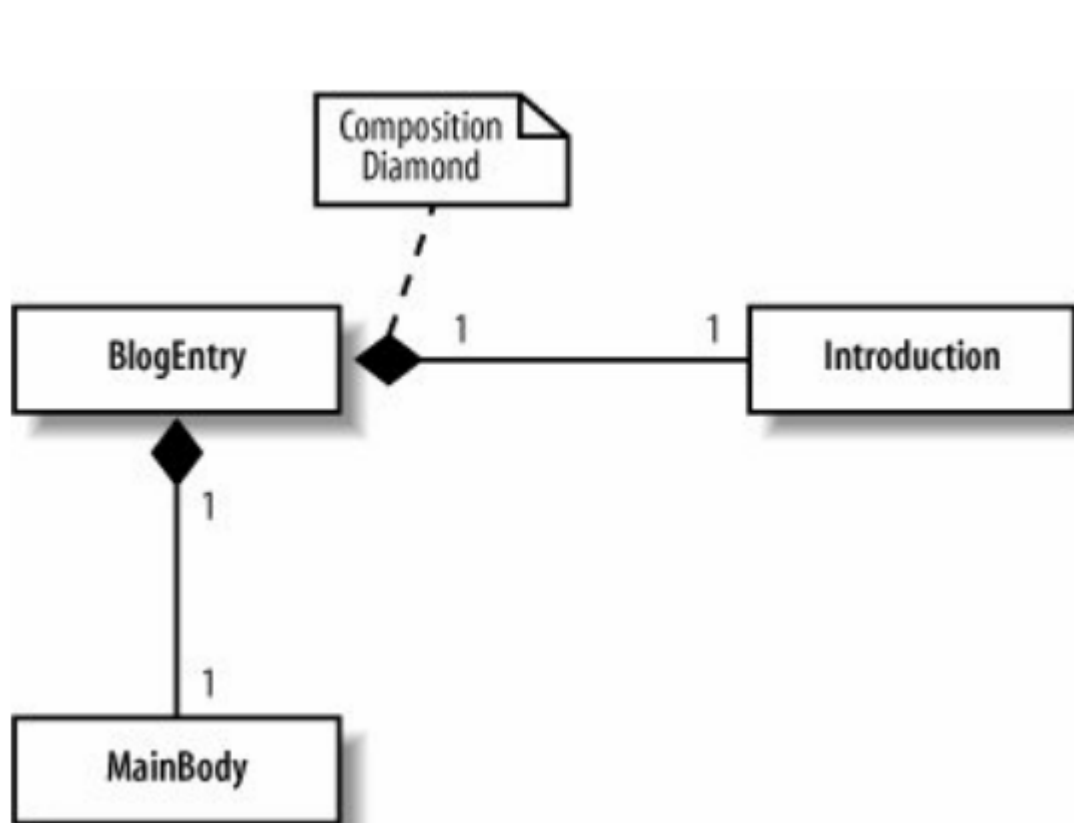 Composition
Diamond
BlogEntry
1
1
Introduction
1
1
MainBody